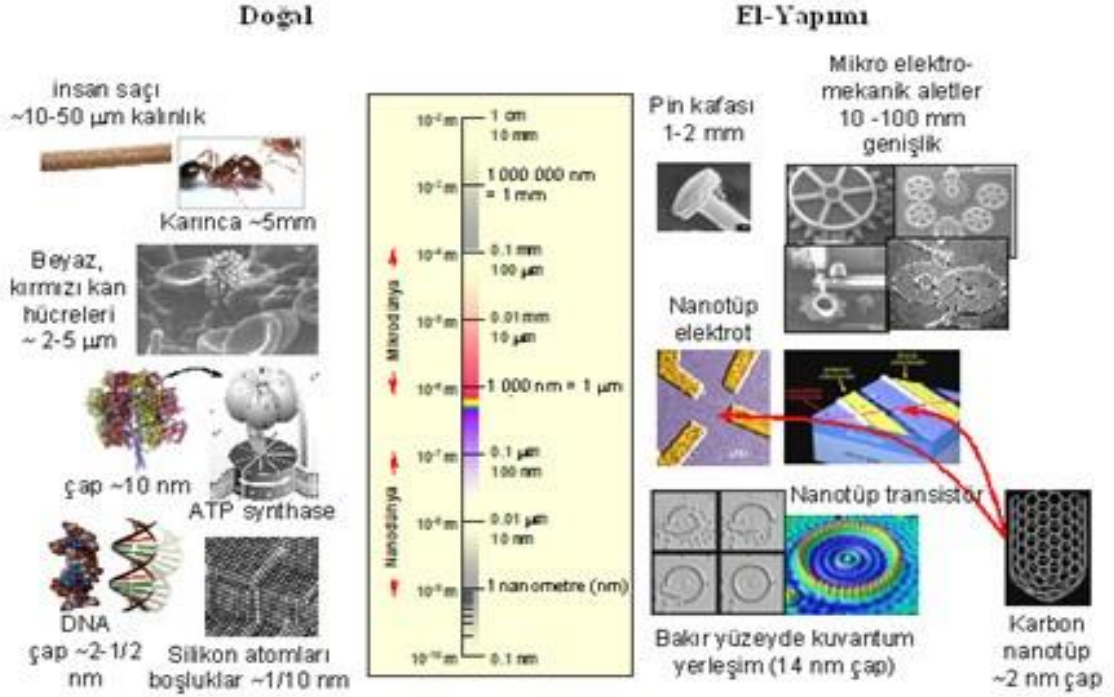 Doğal
El-Yapımı
insan saçı
~10-50 µm kalınlık
Karınca ~5mm
Beyaz,
kırmızı kan
hücreleri
~ 2-5 µm
çap ~10 nm
ATP synthase
DNA
çap ~2-1/2
nm
Silikon atomları
boşluklar ~1/10 nm
10⁻² m
1 cm
10 mm
1 000 000 nm
= 1 mm
10⁻⁴ m
0.1 mm
100 µm
0.01 mm
10 µm
10⁻⁶ m
1 000 nm = 1 µm
10⁻⁷ m
0.1 µm
100 nm
0.01 µm
10 nm
10⁻⁹ m
1 nanometre (nm)
10⁻¹⁰ m
0.1 nm
Mikrodünya
Nanodünya
Pin kafası
1-2 mm
Mikro elektro-
mekanik aletler
10 -100 mm
genişlik
Nanotüp
elektrot
Nanotüp transistör
Bakır yüzeyde kuvantum
yerleşim (14 nm çap)
Karbon
nanotüp
~2 nm çap